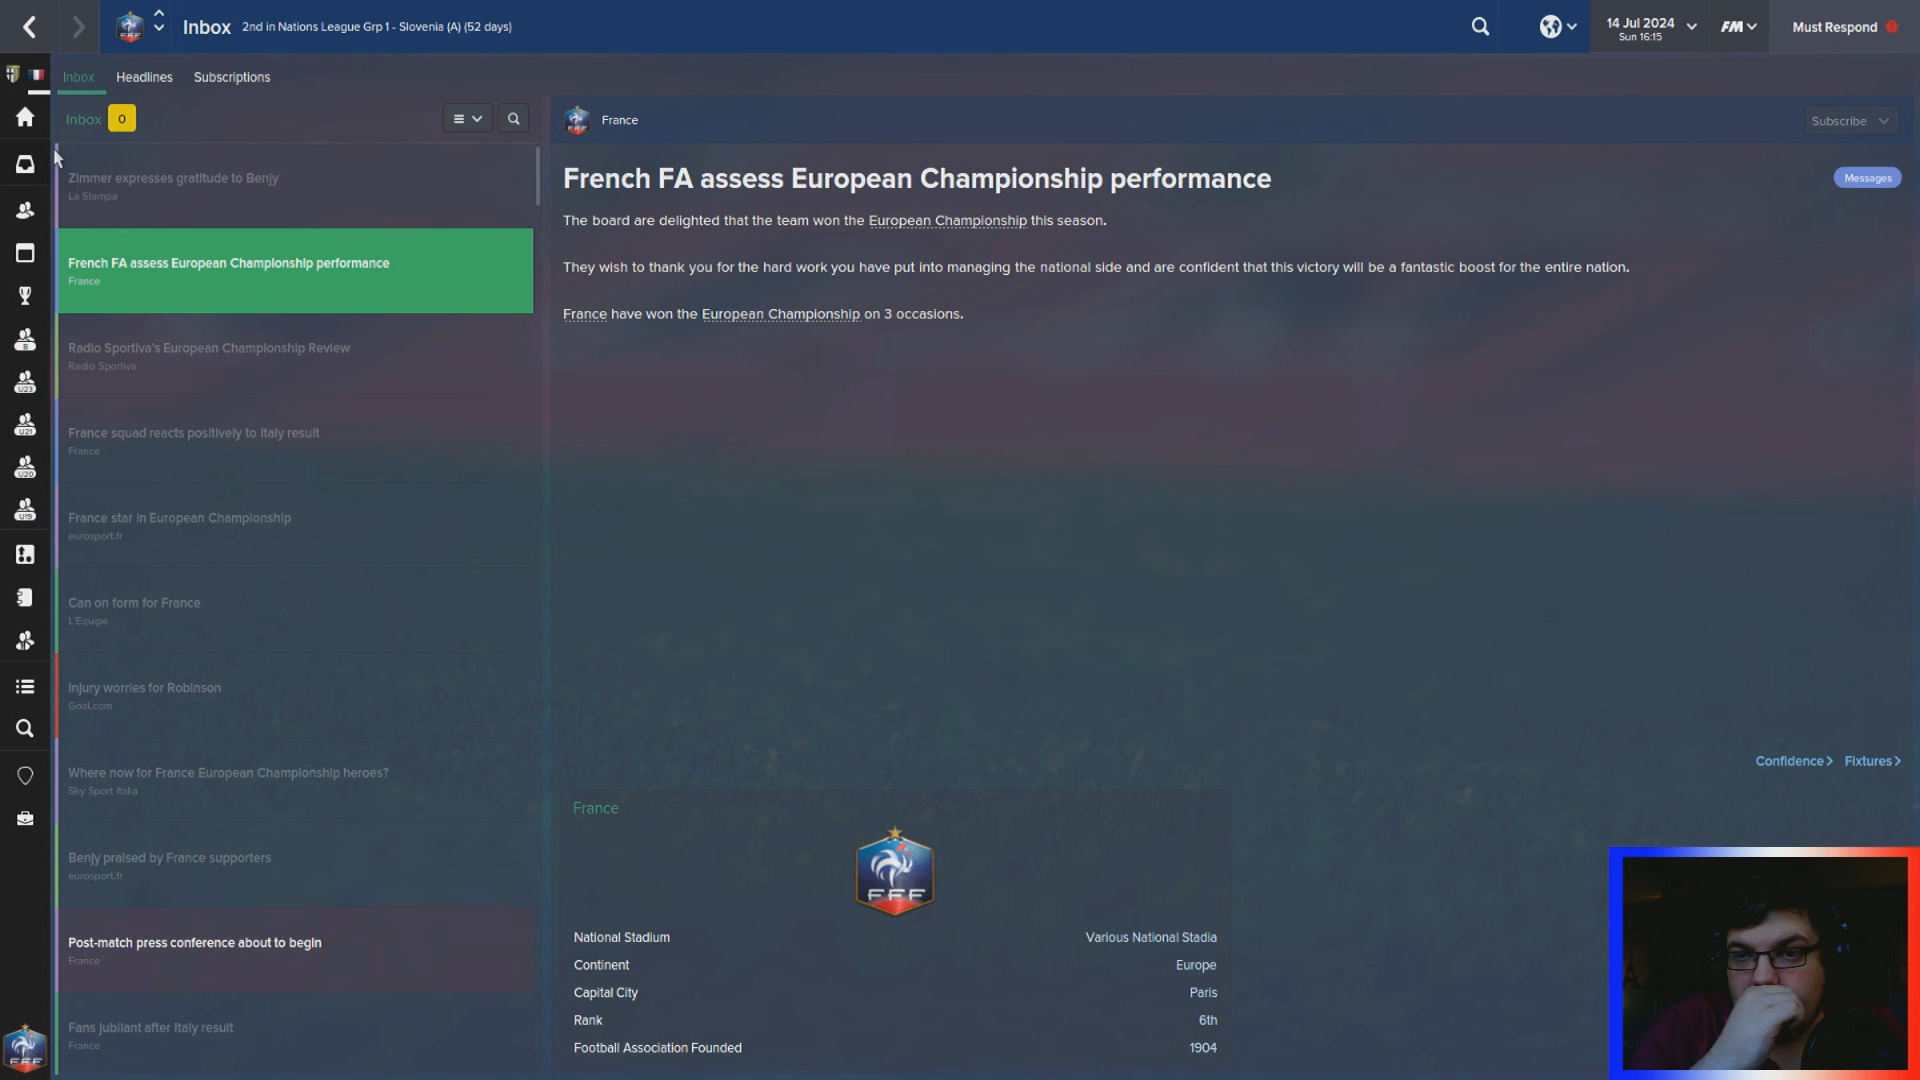 Inbox
2nd in Nations League Grp 1 - Slovenia (A) (52 days)
14 Jul 2024
Sun 16:15
FM
Must Respond
Inbox
Headlines
Subscriptions
Inbox
0
Zimmer expresses gratitude to Benjy
La Stampa
French FA assess European Championship performance
France
Radio Sportiva's European Championship Review
Radio Sportiva
France squad reacts positively to Italy result
France
France star in European Championship
eurosport.fr
Can on form for France
L'Equipe
Injury worries for Robinson
Goal.com
Where now for France European Championship heroes?
Sky Sport Italia
Benjy praised by France supporters
eurosport.fr
Post-match press conference about to begin
France
Fans jubilant after Italy result
France
B
U23
U21
U20
U19
France
Subscribe
French FA assess European Championship performance
Messages
The board are delighted that the team won the European Championship this season.
They wish to thank you for the hard work you have put into managing the national side and are confident that this victory will be a fantastic boost for the entire nation.
France have won the European Championship on 3 occasions.
Confidence
Fixtures
France
FFF
National Stadium Various National Stadia
Continent Europe
Capital City Paris
Rank 6th
Football Association Founded 1904
FFF